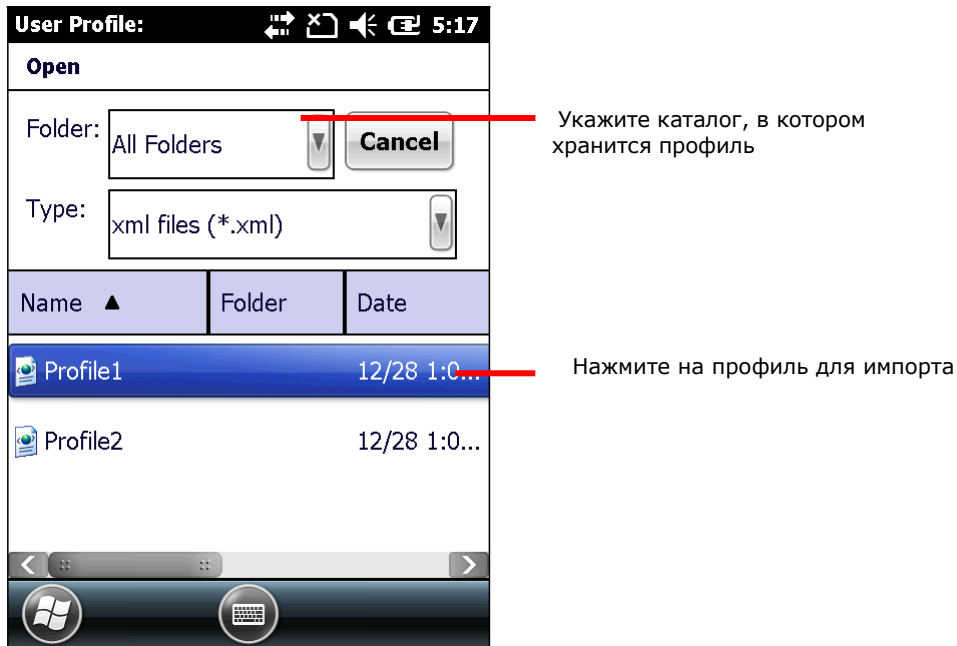 User Profile: 5:17
Open
Folder: All Folders Cancel
Укажите каталог, в котором
хранится профиль
Type: xml files (*.xml)
Name ▲ Folder Date
Profile1 12/28 1:0...
Нажмите на профиль для импорта
Profile2 12/28 1:0...